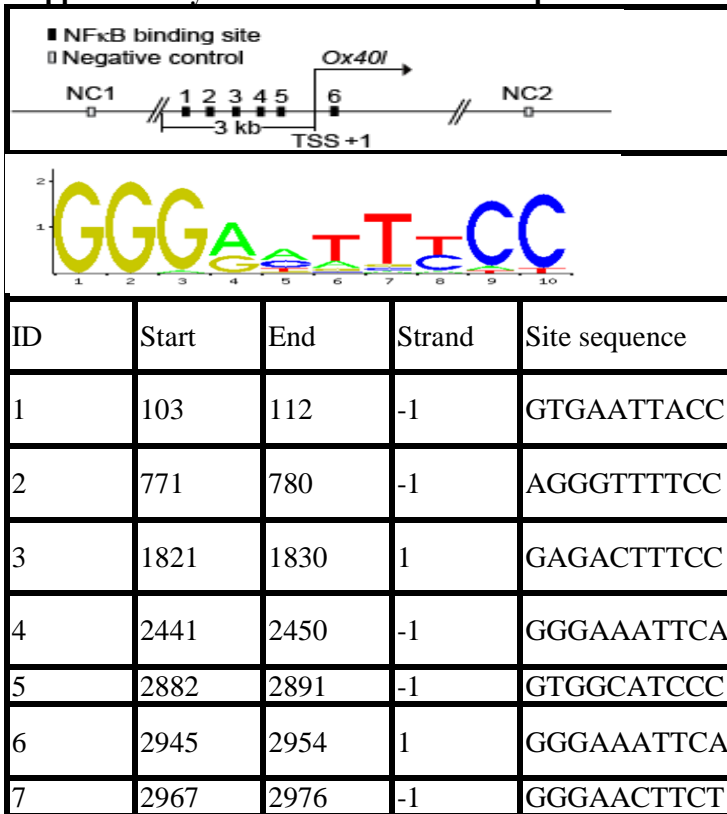 ■ NFκB binding site
▯ Negative control
Ox40l
NC1
1 2 3 4 5
6
NC2
3 kb
TSS +1
2
1
GGGAATTTCC
1 2 3 4 5 6 7 8 9 10
ID Start End Strand Site sequence
1 103 112 -1 GTGAATTACC
2 771 780 -1 AGGGTTTTCC
3 1821 1830 1 GAGACTTTCC
4 2441 2450 -1 GGGAAATTCA
5 2882 2891 -1 GTGGCATCCC
6 2945 2954 1 GGGAAATTCA
7 2967 2976 -1 GGGAACTTCT